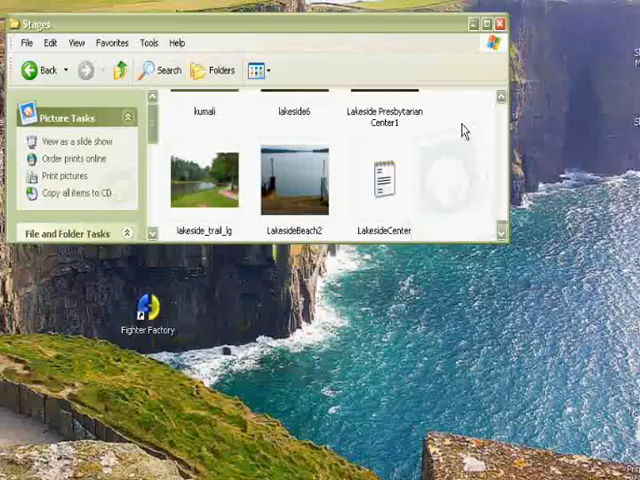 Stages
File Edit View Favorites Tools Help
Back Search Folders
Picture Tasks
View as a slide show
Order prints online
Print pictures
Copy all items to CD
File and Folder Tasks
kumali lakeside6 Lakeside Presbytarian
Center1
lakeside_trail_lg LakesideBeach2 LakesideCenter
Fighter Factory